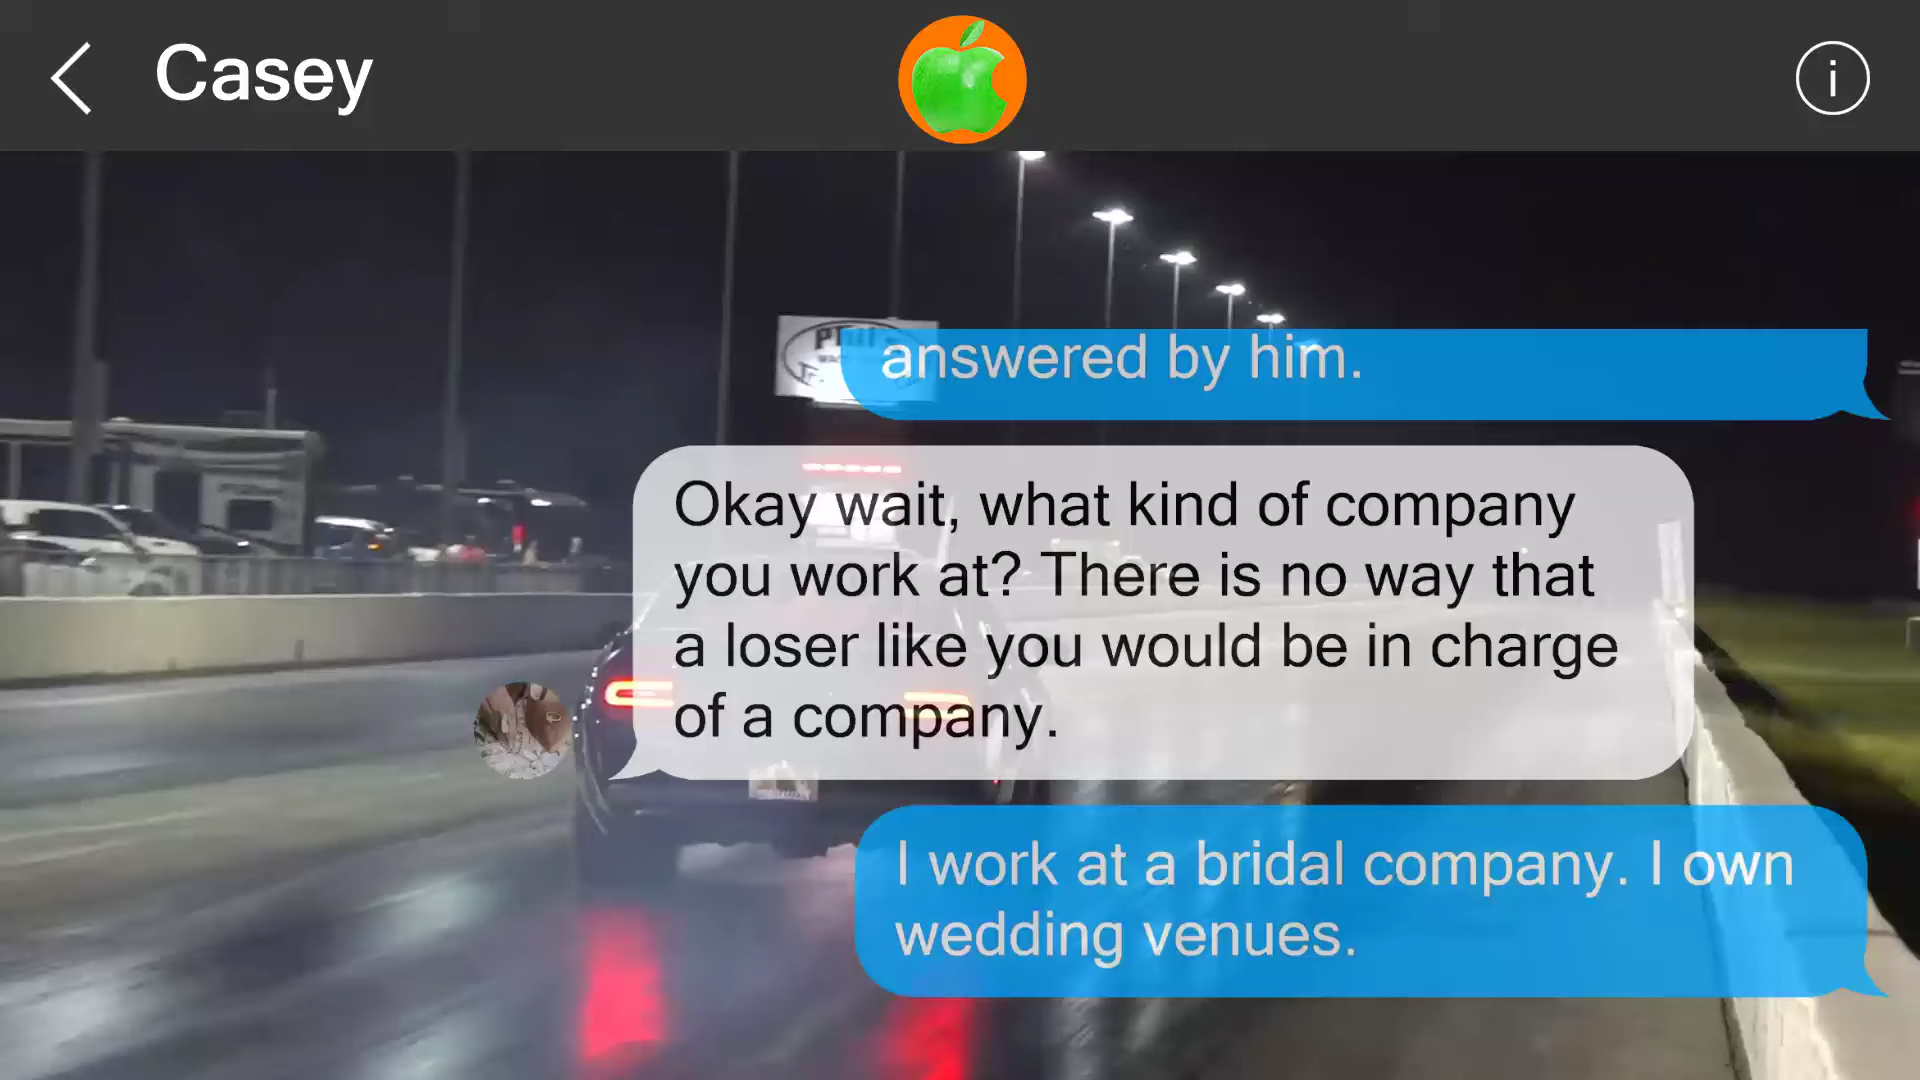 Casey
i
answered by him.
Okay wait, what kind of company
you work at? There is no way that
a loser like you would be in charge
of a company.
I work at a bridal company. I own
wedding venues.